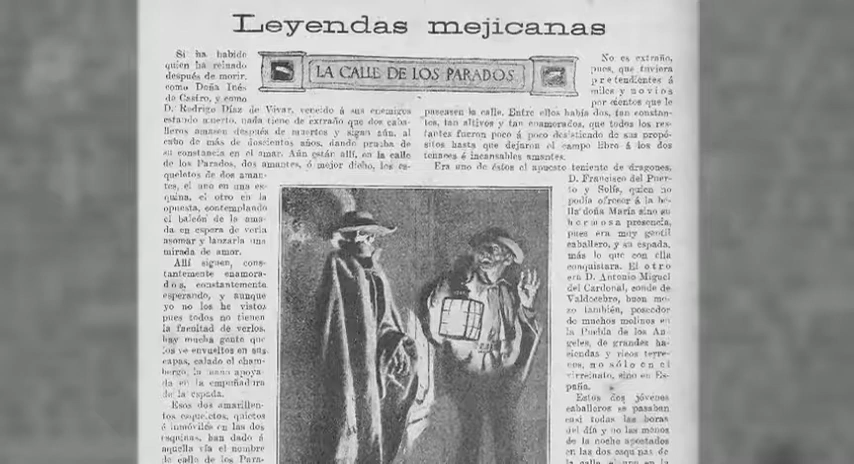 Leyendas mejicanas
LA CALLE DE LOS PARADOS
Si ha habido
quien ha reinado
después de morir,
como Doña Inés
de Castro, y como
D. Rodrigo Díaz de Vivar, venció á sus enemigos
estando muerto, nada tiene de extraño que dos caba-
lleros amasen después de muertos y sigan aún, al
cabo de más de doscientos años, dando prueba de
su constancia en el amar. Aún están allí, en la calle
de los Parados, dos amantes, ó mejor dicho, los es-
queletos de dos aman-
tes, el uno en una es-
quina, el otro en la
opuesta, contemplando
el balcón de la ama-
da en espera de verla
asomar y lanzarla una
mirada de amor.
Allí siguen, cons-
tantemente enamora-
dos, constantemente
esperando, y aunque
yo no los he visto,
pues todos no tienen
la facultad de verlos,
hay mucha gente que
los ve envueltos en sus
capas, calado el cham-
bergo, la mano apoya-
da en la empuñadura
de la espada.
Esos dos amarillen-
tos esqueletos, quietos
é inmóviles en las dos
esquinas, han dado á
aquella vía el nombre
de calle de los Para-
No es extraño,
pues, que tuviera
pretendientes á
miles y novios
por cientos que le
paseasen la calle. Entre ellos había dos, tan constan-
tes, tan altivos y tan enamorados, que todos los res-
tantes fueron poco á poco desistiendo de sus propó-
sitos hasta que dejaron el campo libro á los dos
tenaces é incansables amantes.
Era uno de éstos el apuesto teniente de dragones,
D. Francisco del Puer-
to y Solís, quien no
podía ofrecer á la be-
lla doña María sino su
hermosa presencia,
pues era muy gentil
caballero, y su espada,
más lo que con ella
conquistara. El otro
era D. Antonio Miguel
del Cardonal, conde de
Valdecebro, buen mo-
zo también, poseedor
de muchos molinos en
la Puebla de los An-
geles, de grandes ha-
ciendas y ricos terre-
nos, no sólo en el
virreinato, sino en Es-
paña.
Estos dos jóvenes
caballeros se pasaban
casi todas las horas
del día y no las menos
de la noche apostados
en las dos esquinas de
la calle, el uno en la